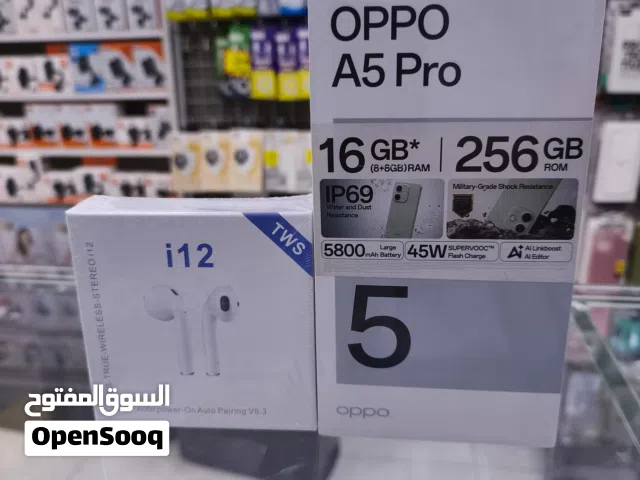 OPPO
A5 Pro
16 GB*
(8+8GB) RAM
256 GB
ROM
IP69
Water and Dust
Resistance
Military-Grade Shock Resistance
5800 Large
mAh Battery
45W SUPERVOOC™
Flash Charge
AI Linkboost
AI Editor
5
oppo
TWS
i12
TRUE-WIRELESS-STEREO i12
Auto power-On Auto Pairing V5.3
السوق المفتوح
OpenSooq